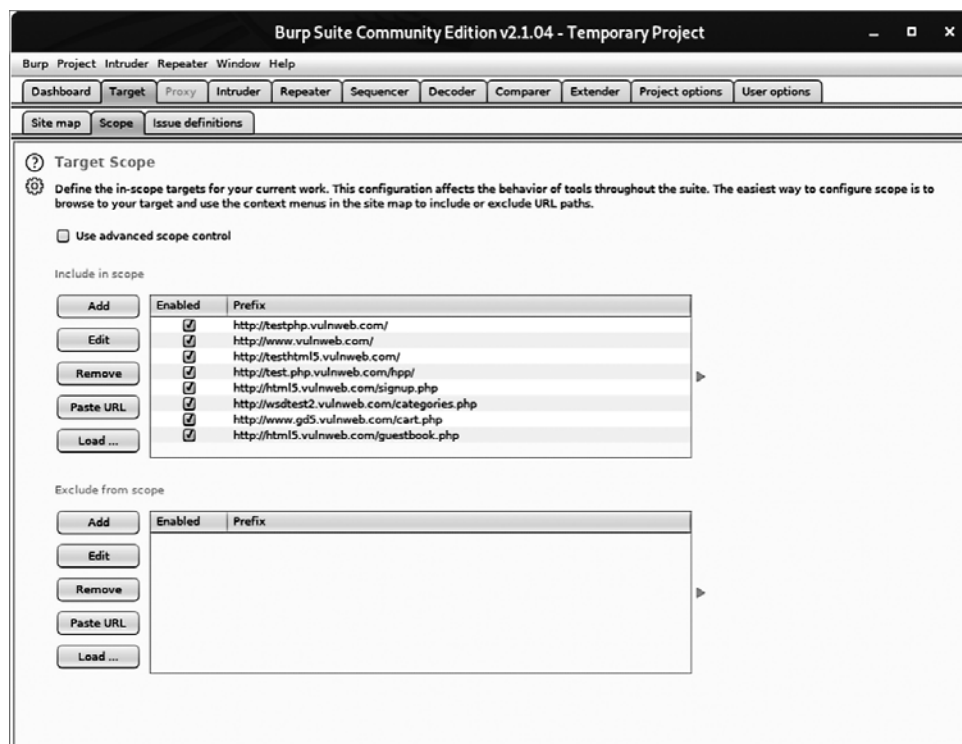 Burp Suite Community Edition v2.1.04 - Temporary Project
Burp Project Intruder Repeater Window Help
Dashboard Target Proxy Intruder Repeater Sequencer Decoder Comparer Extender Project options User options
Site map Scope Issue definitions
Target Scope
Define the in-scope targets for your current work. This configuration affects the behavior of tools throughout the suite. The easiest way to configure scope is to
browse to your target and use the context menus in the site map to include or exclude URL paths.
Use advanced scope control
Include in scope
Add
Edit
Remove
Paste URL
Load ...
Enabled Prefix
http://testphp.vulnweb.com/
http://www.vulnweb.com/
http://testhtml5.vulnweb.com/
http://test.php.vulnweb.com/hpp/
http://html5.vulnweb.com/signup.php
http://wsdtest2.vulnweb.com/categories.php
http://www.gd5.vulnweb.com/cart.php
http://html5.vulnweb.com/guestbook.php
Exclude from scope
Add
Edit
Remove
Paste URL
Load ...
Enabled Prefix